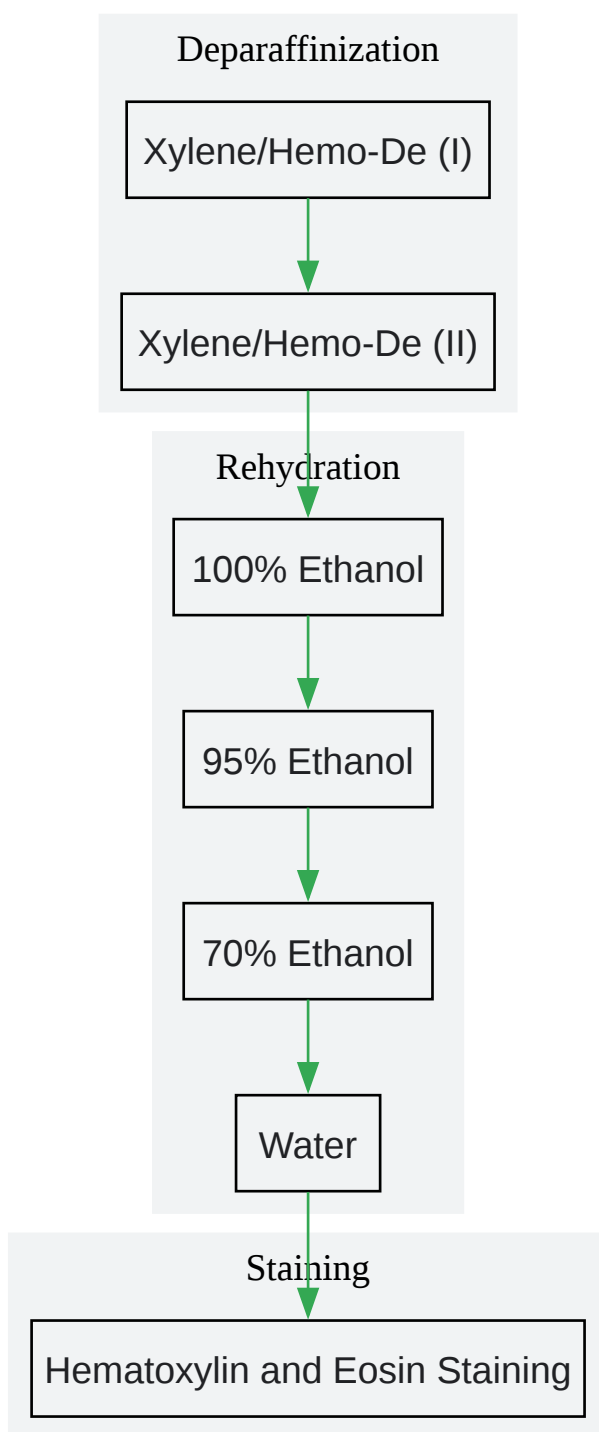 Deparaffinization
Xylene/Hemo-De (I)
Xylene/Hemo-De (II)
Rehydration
100% Ethanol
95% Ethanol
70% Ethanol
Water
Staining
Hematoxylin and Eosin Staining